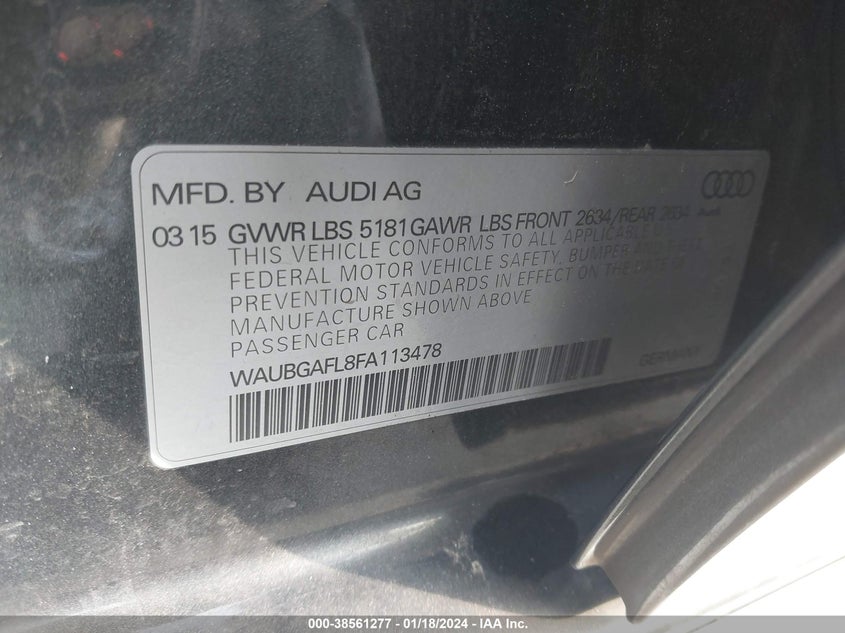 MFD. BY AUDI AG
Audi
03 15 GVWR LBS 5181 GAWR LBS FRONT 2634/REAR 2634
THIS VEHICLE CONFORMS TO ALL APPLICABLE
FEDERAL MOTOR VEHICLE SAFETY, BUMPER AND THEFT
PREVENTION STANDARDS IN EFFECT ON THE DATE OF
MANUFACTURE SHOWN ABOVE
PASSENGER CAR
WAUBGAFL8FA113478
GERMANY
000-38561277 - 01/18/2024 - IAA Inc.